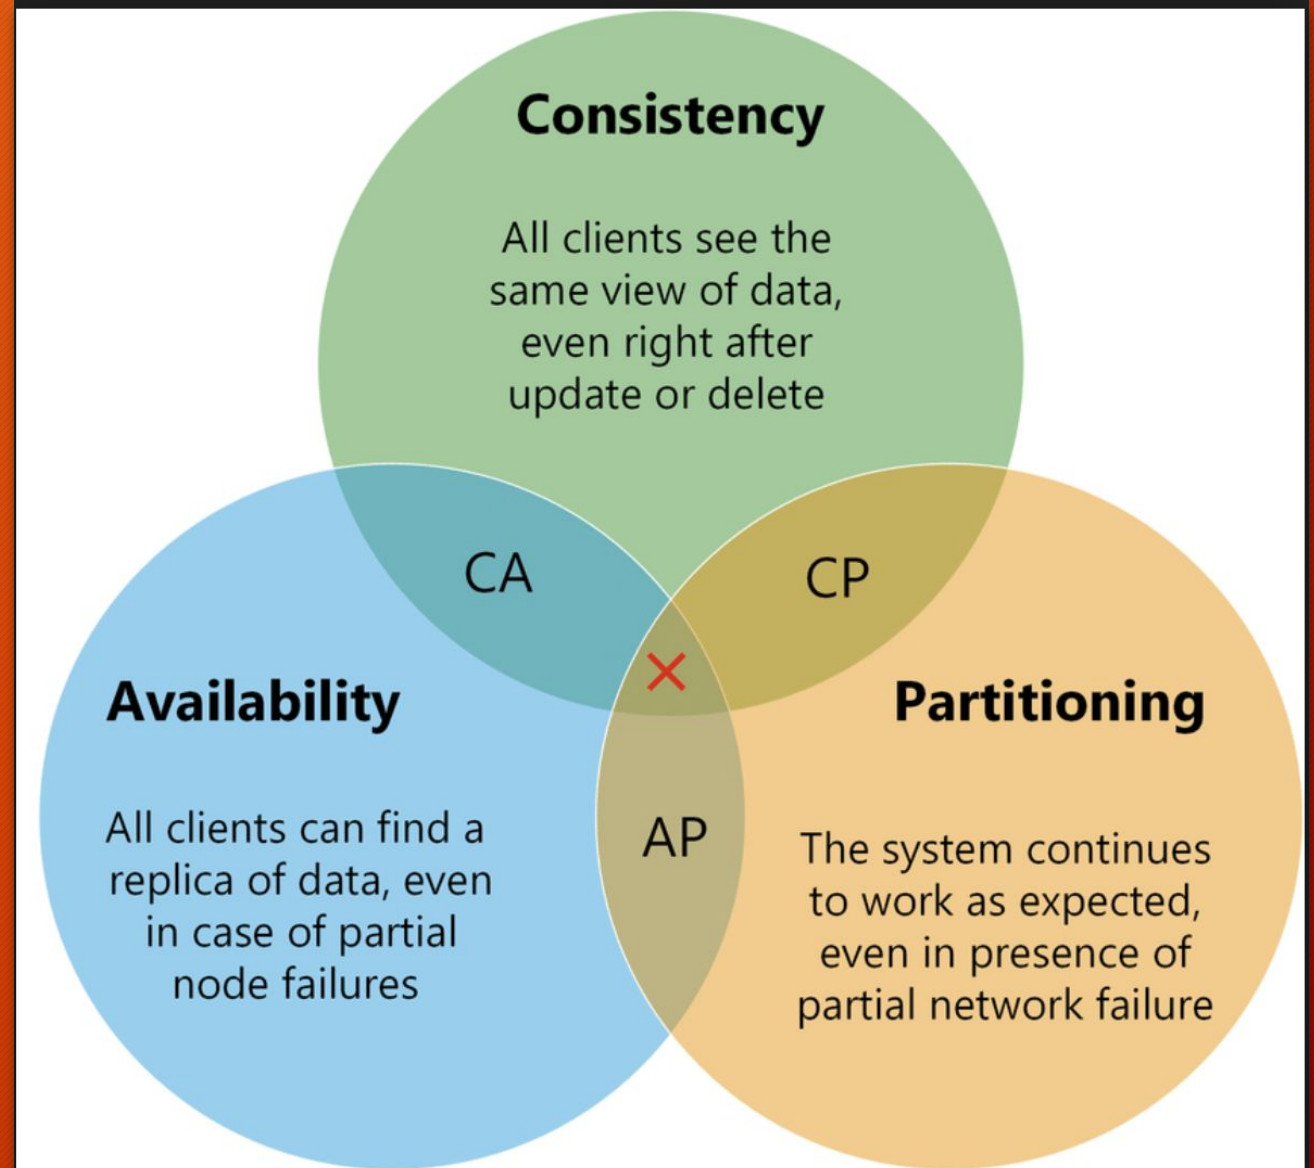 Consistency
All clients see the
same view of data,
even right after
update or delete
CA
CP
Availability
All clients can find a
replica of data, even
in case of partial
node failures
AP
Partitioning
The system continues
to work as expected,
even in presence of
partial network failure